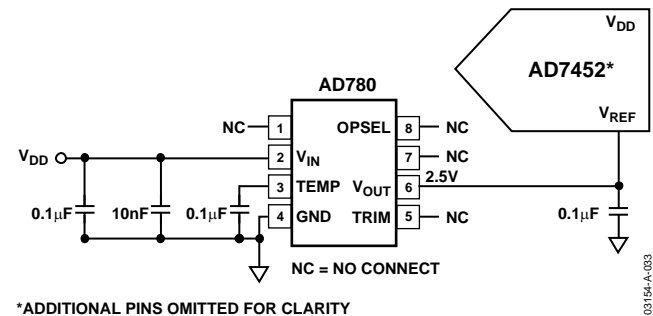 V_DD
AD7452*
V_REF
AD780
NC 1 OPSEL 8 NC
V_DD 2 V_IN 7 NC
3 TEMP V_OUT 6 2.5V
0.1μF 10nF 0.1μF 4 GND TRIM 5 NC 0.1μF
NC = NO CONNECT
*ADDITIONAL PINS OMITTED FOR CLARITY
03154-A-033